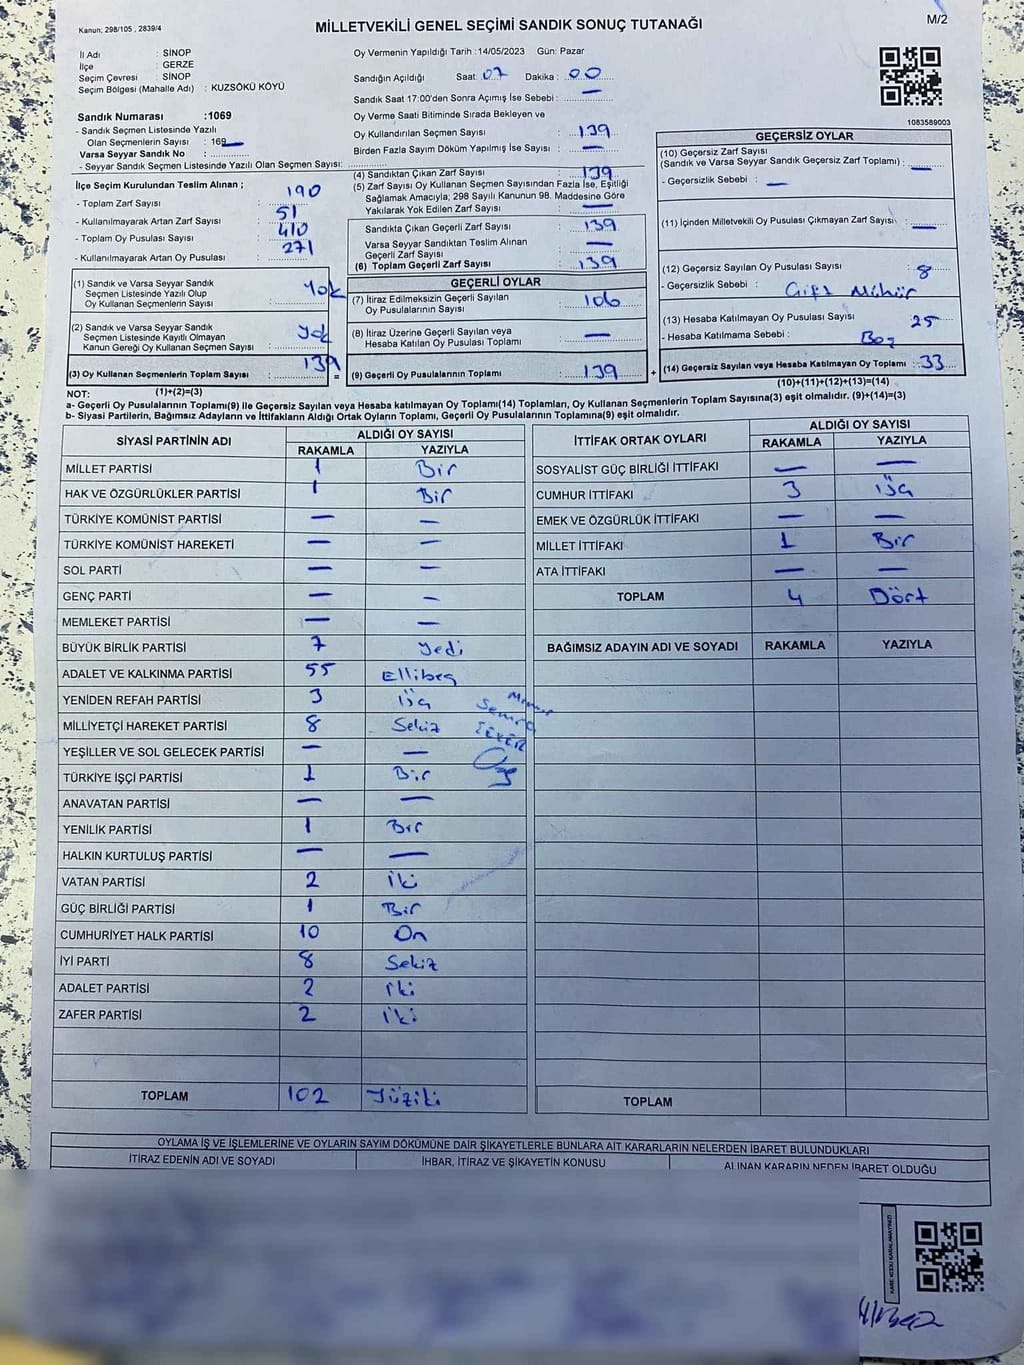 Kanun; 298/105 , 2839/4
MİLLETVEKİLİ GENEL SEÇİMİ SANDIK SONUÇ TUTANAĞI
M/2
İl Adı : SİNOP
İlçe : GERZE
Seçim Çevresi : SİNOP
Seçim Bölgesi (Mahalle Adı) : KUZSÖKÜ KÖYÜ
Oy Vermenin Yapıldığı Tarih : 14/05/2023 Gün: Pazar
Sandığın Açıldığı Saat: 07 Dakika : 00
Sandık Saat 17:00'den Sonra Açılmış İse Sebebi : —
1083589003
Sandık Numarası :1069
- Sandık Seçmen Listesinde Yazılı
Olan Seçmenlerin Sayısı : 169
Varsa Seyyar Sandık No :
- Seyyar Sandık Seçmen Listesinde Yazılı Olan Seçmen Sayısı:
Oy Verme Saati Bitiminde Sırada Bekleyen ve
Oy Kullandırılan Seçmen Sayısı : 139
Birden Fazla Sayım Döküm Yapılmış İse Sayısı : —
(4) Sandıktan Çıkan Zarf Sayısı : 139
(5) Zarf Sayısı Oy Kullanan Seçmen Sayısından Fazla İse, Eşitliği
Sağlamak Amacıyla; 298 Sayılı Kanunun 98. Maddesine Göre
Yakılarak Yok Edilen Zarf Sayısı : —
Sandıkta Çıkan Geçerli Zarf Sayısı : 139
Varsa Seyyar Sandıktan Teslim Alınan
Geçerli Zarf Sayısı : —
(6) Toplam Geçerli Zarf Sayısı : 139
İlçe Seçim Kurulundan Teslim Alınan ;
- Toplam Zarf Sayısı : 190
- Kullanılmayarak Artan Zarf Sayısı : 51
- Toplam Oy Pusulası Sayısı : 410
- Kullanılmayarak Artan Oy Pusulası : 271
(1) Sandık ve Varsa Seyyar Sandık
Seçmen Listesinde Yazılı Olup
Oy Kullanan Seçmenlerin Sayısı : Yok
(2) Sandık ve Varsa Seyyar Sandık
Seçmen Listesinde Kayıtlı Olmayan
Kanun Gereği Oy Kullanan Seçmen Sayısı : Yok
(3) Oy Kullanan Seçmenlerin Toplam Sayısı : 139 =
(1)+(2)=(3)
GEÇERLİ OYLAR
(7) İtiraz Edilmeksizin Geçerli Sayılan
Oy Pusulalarının Sayısı : 106
(8) İtiraz Üzerine Geçerli Sayılan veya
Hesaba Katılan Oy Pusulası Toplamı : —
(9) Geçerli Oy Pusulalarının Toplamı : 139 +
GEÇERSİZ OYLAR
(10) Geçersiz Zarf Sayısı
(Sandık ve Varsa Seyyar Sandık Geçersiz Zarf Toplamı) : —
- Geçersizlik Sebebi : —
(11) İçinden Milletvekili Oy Pusulası Çıkmayan Zarf Sayısı : —
(12) Geçersiz Sayılan Oy Pusulası Sayısı : 8
- Geçersizlik Sebebi : Çift Mühür
(13) Hesaba Katılmayan Oy Pusulası Sayısı : 25
- Hesaba Katılmama Sebebi : Boş
(14) Geçersiz Sayılan veya Hesaba Katılmayan Oy Toplamı : 33
(10)+(11)+(12)+(13)=(14)
NOT:
a- Geçerli Oy Pusulalarının Toplamı(9) ile Geçersiz Sayılan veya Hesaba katılmayan Oy Toplamı(14) Toplamları, Oy Kullanan Seçmenlerin Toplam Sayısına(3) eşit olmalıdır. (9)+(14)=(3)
b- Siyasi Partilerin, Bağımsız Adayların ve İttifakların Aldığı Ortak Oyların Toplamı, Geçerli Oy Pusulalarının Toplamına(9) eşit olmalıdır.
SİYASİ PARTİNİN ADI ALDIĞI OY SAYISI
RAKAMLA YAZIYLA
MİLLET PARTİSİ 1 Bir
HAK VE ÖZGÜRLÜKLER PARTİSİ 1 Bir
TÜRKİYE KOMÜNİST PARTİSİ — —
TÜRKİYE KOMÜNİST HAREKETİ — —
SOL PARTİ — —
GENÇ PARTİ — —
MEMLEKET PARTİSİ — —
BÜYÜK BİRLİK PARTİSİ 7 Yedi
ADALET VE KALKINMA PARTİSİ 55 Ellibeş
YENİDEN REFAH PARTİSİ 3 Üç
MİLLİYETÇİ HAREKET PARTİSİ 8 Sekiz
YEŞİLLER VE SOL GELECEK PARTİSİ — —
TÜRKİYE İŞÇİ PARTİSİ 1 Bir
ANAVATAN PARTİSİ — —
YENİLİK PARTİSİ 1 Bir
HALKIN KURTULUŞ PARTİSİ — —
VATAN PARTİSİ 2 İki
GÜÇ BİRLİĞİ PARTİSİ 1 Bir
CUMHURİYET HALK PARTİSİ 10 On
İYİ PARTİ 8 Sekiz
ADALET PARTİSİ 2 İki
ZAFER PARTİSİ 2 İki
TOPLAM 102 Yüziki
Semra
İTTİFAK ORTAK OYLARI ALDIĞI OY SAYISI
RAKAMLA YAZIYLA
SOSYALİST GÜÇ BİRLİĞİ İTTİFAKI — —
CUMHUR İTTİFAKI 3 Üç
EMEK VE ÖZGÜRLÜK İTTİFAKI — —
MİLLET İTTİFAKI 1 Bir
ATA İTTİFAKI — —
TOPLAM 4 Dört
BAĞIMSIZ ADAYIN ADI VE SOYADI RAKAMLA YAZIYLA
TOPLAM
OYLAMA İŞ VE İŞLEMLERİNE VE OYLARIN SAYIM DÖKÜMÜNE DAİR ŞİKAYETLERLE BUNLARA AİT KARARLARIN NELERDEN İBARET BULUNDUKLARI
İTİRAZ EDENİN ADI VE SOYADI İHBAR, İTİRAZ VE ŞİKAYETİN KONUSU ALINAN KARARIN NEDEN İBARET OLDUĞU
KARE KODU KARALAMAYINIZ!